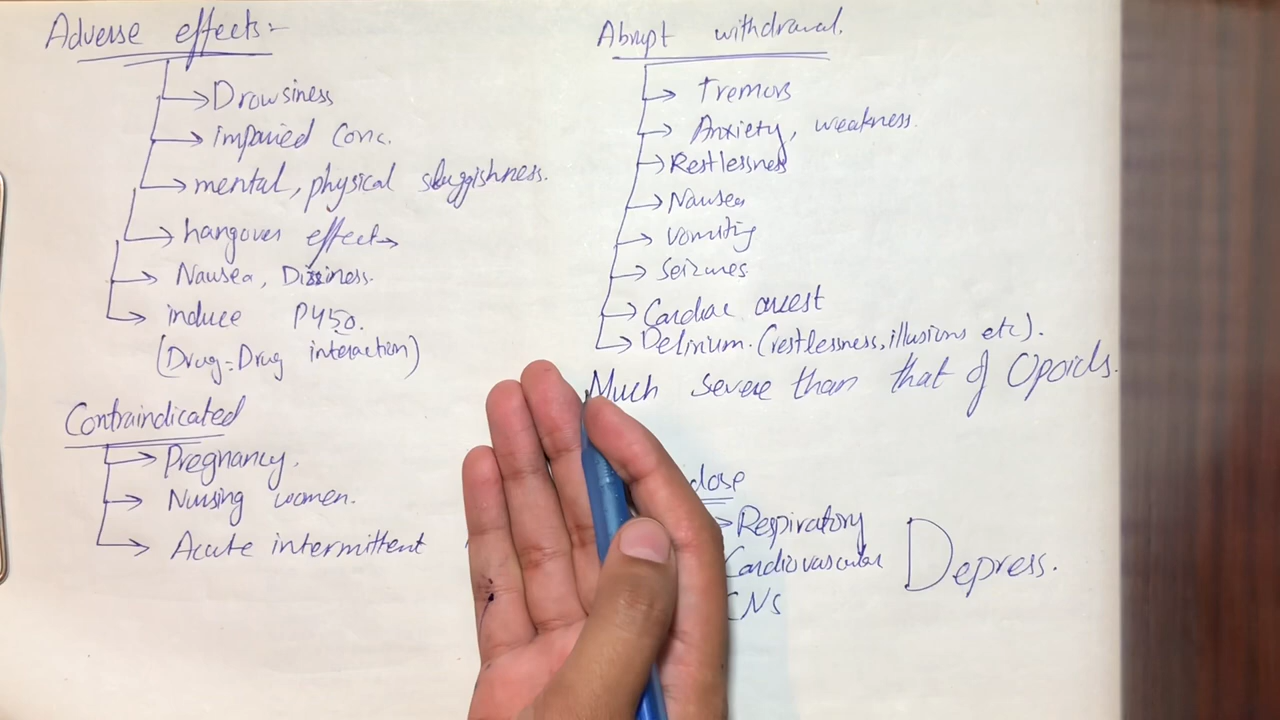 Adverse effects:-
Drowsiness
imparied Conc.
mental, physical sluggishness.
hangover effect
Nausea, Dizziness.
induce P450.
(Drug-Drug interaction)
Contraindicated
Pregnancy.
Nursing women.
Acute intermittent
Abrupt withdrawal.
Tremors
Anxiety, weakness.
Restlessness
Nausea
Vomiting
Seizures
Cardiac arrest
Delirium. (restlessness, illusions etc).
Much severe than that of Opoids.
dose
Respiratory
Cardiovascular
CNS
Depress.